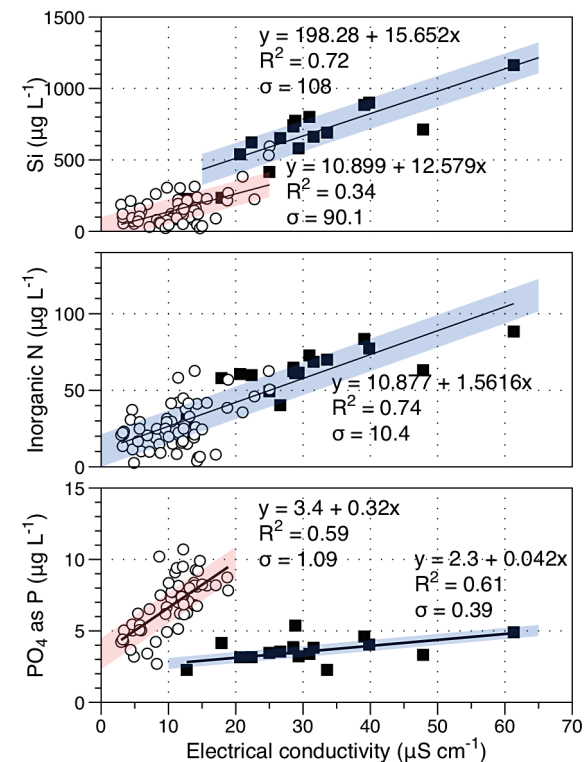 1500
1000
500
0
Si (µg L⁻¹)
y = 198.28 + 15.652x
R² = 0.72
σ = 108
y = 10.899 + 12.579x
R² = 0.34
σ = 90.1
100
50
0
Inorganic N (µg L⁻¹)
y = 10.877 + 1.5616x
R² = 0.74
σ = 10.4
15
10
5
0
PO₄ as P (µg L⁻¹)
y = 3.4 + 0.32x
R² = 0.59
σ = 1.09
y = 2.3 + 0.042x
R² = 0.61
σ = 0.39
0 10 20 30 40 50 60 70
Electrical conductivity (µS cm⁻¹)